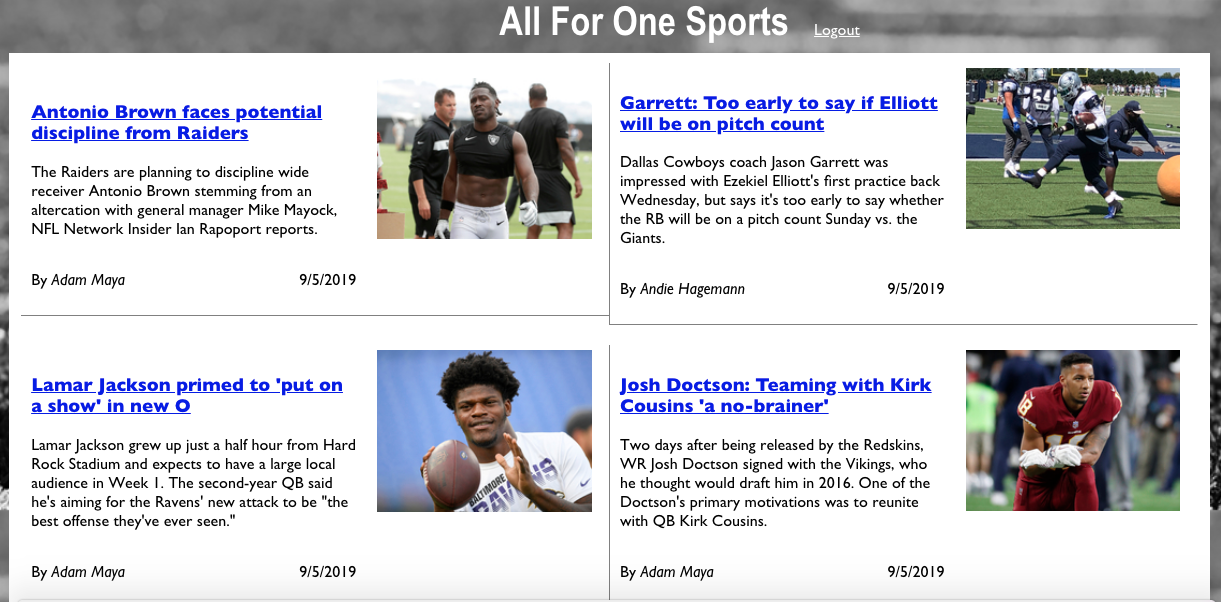 All For One Sports
Logout
Antonio Brown faces potential
discipline from Raiders
The Raiders are planning to discipline wide
receiver Antonio Brown stemming from an
altercation with general manager Mike Mayock,
NFL Network Insider Ian Rapoport reports.
By Adam Maya 9/5/2019
Garrett: Too early to say if Elliott
will be on pitch count
Dallas Cowboys coach Jason Garrett was
impressed with Ezekiel Elliott's first practice back
Wednesday, but says it's too early to say whether
the RB will be on a pitch count Sunday vs. the
Giants.
By Andie Hagemann 9/5/2019
54
Lamar Jackson primed to 'put on
a show' in new O
Lamar Jackson grew up just a half hour from Hard
Rock Stadium and expects to have a large local
audience in Week 1. The second-year QB said
he's aiming for the Ravens' new attack to be "the
best offense they've ever seen."
By Adam Maya 9/5/2019
BALTIMORE
Josh Doctson: Teaming with Kirk
Cousins 'a no-brainer'
Two days after being released by the Redskins,
WR Josh Doctson signed with the Vikings, who
he thought would draft him in 2016. One of the
Doctson's primary motivations was to reunite
with QB Kirk Cousins.
By Adam Maya 9/5/2019
18